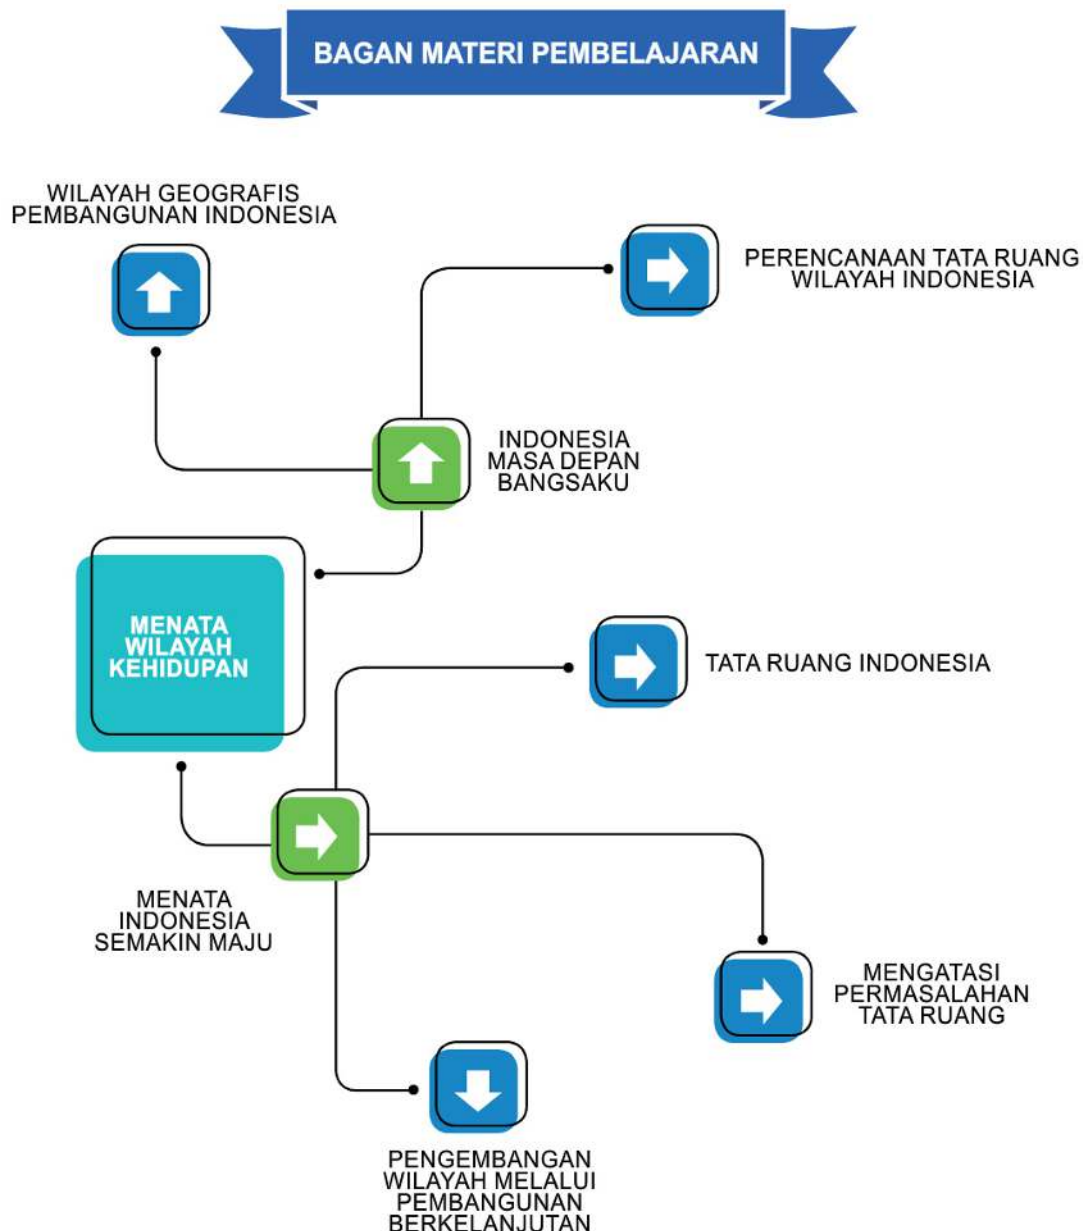 BAGAN MATERI PEMBELAJARAN
WILAYAH GEOGRAFIS
PEMBANGUNAN INDONESIA
PERENCANAAN TATA RUANG
WILAYAH INDONESIA
INDONESIA
MASA DEPAN
BANGSAKU
MENATA
WILAYAH
KEHIDUPAN
TATA RUANG INDONESIA
MENATA
INDONESIA
SEMAKIN MAJU
MENGATASI
PERMASALAHAN
TATA RUANG
PENGEMBANGAN
WILAYAH MELALUI
PEMBANGUNAN
BERKELANJUTAN